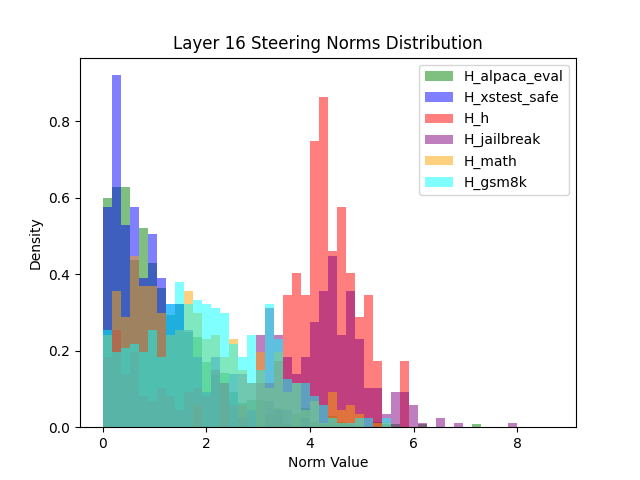 Layer 16 Steering Norms Distribution
H_alpaca_eval
H_xstest_safe
H_h
H_jailbreak
H_math
H_gsm8k
Density
0.8
0.6
0.4
0.2
0.0
0 2 4 6 8
Norm Value